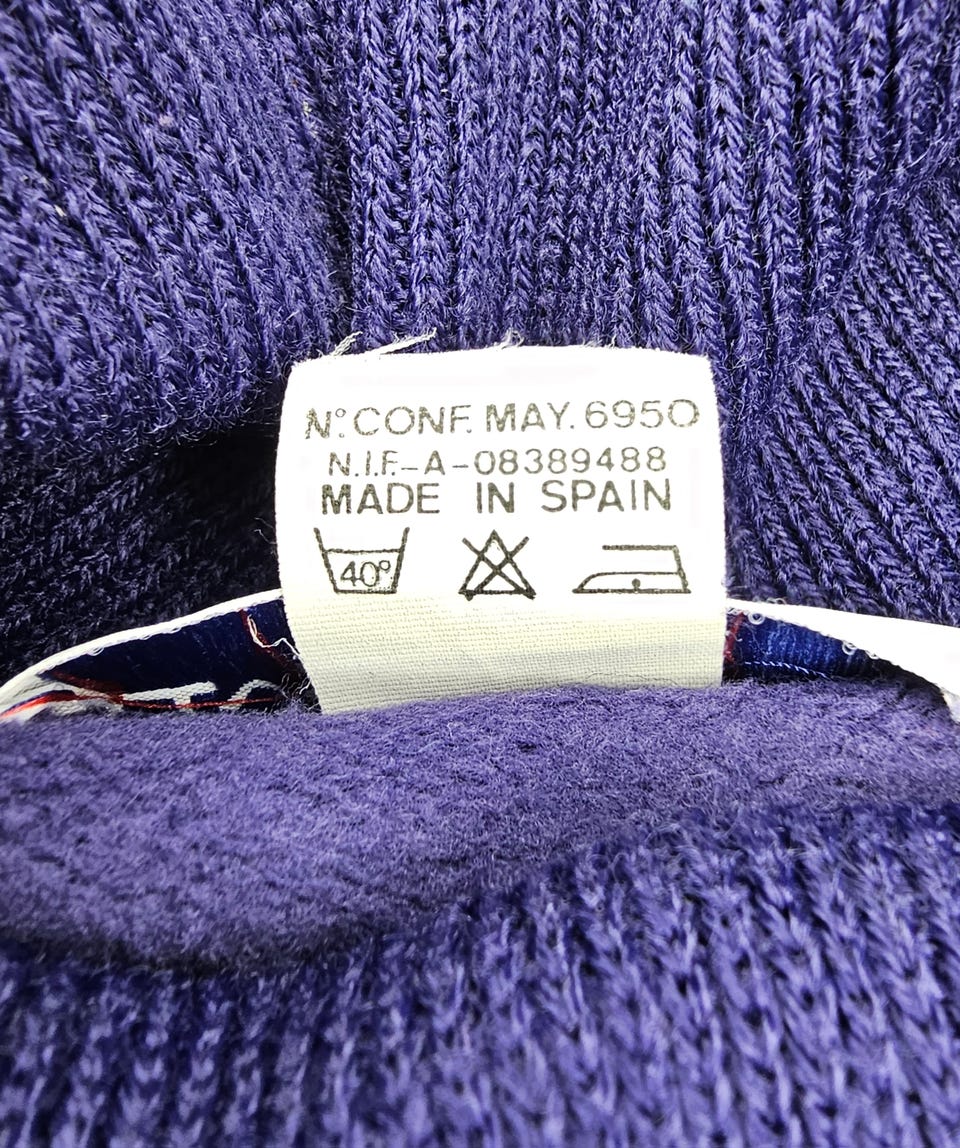 Nº. CONF. MAY. 6950
N.I.F.-A-08389488
MADE IN SPAIN
40º